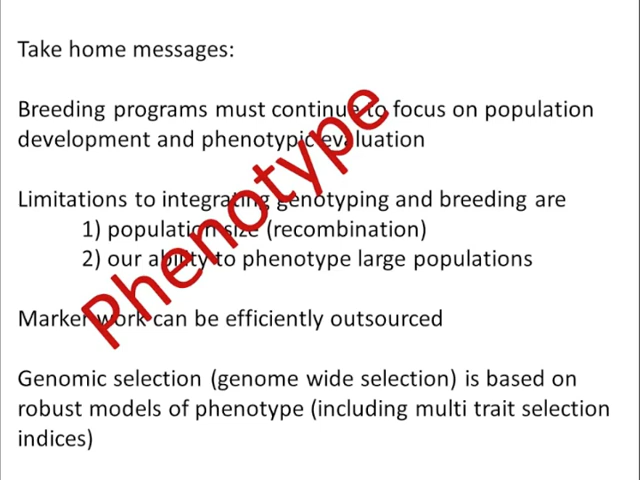 Take home messages:
Breeding programs must continue to focus on population
development and phenotypic evaluation
Limitations to integrating genotyping and breeding are
1) population size (recombination)
2) our ability to phenotype large populations
Marker work can be efficiently outsourced
Genomic selection (genome wide selection) is based on
robust models of phenotype (including multi trait selection
indices)
Phenotype